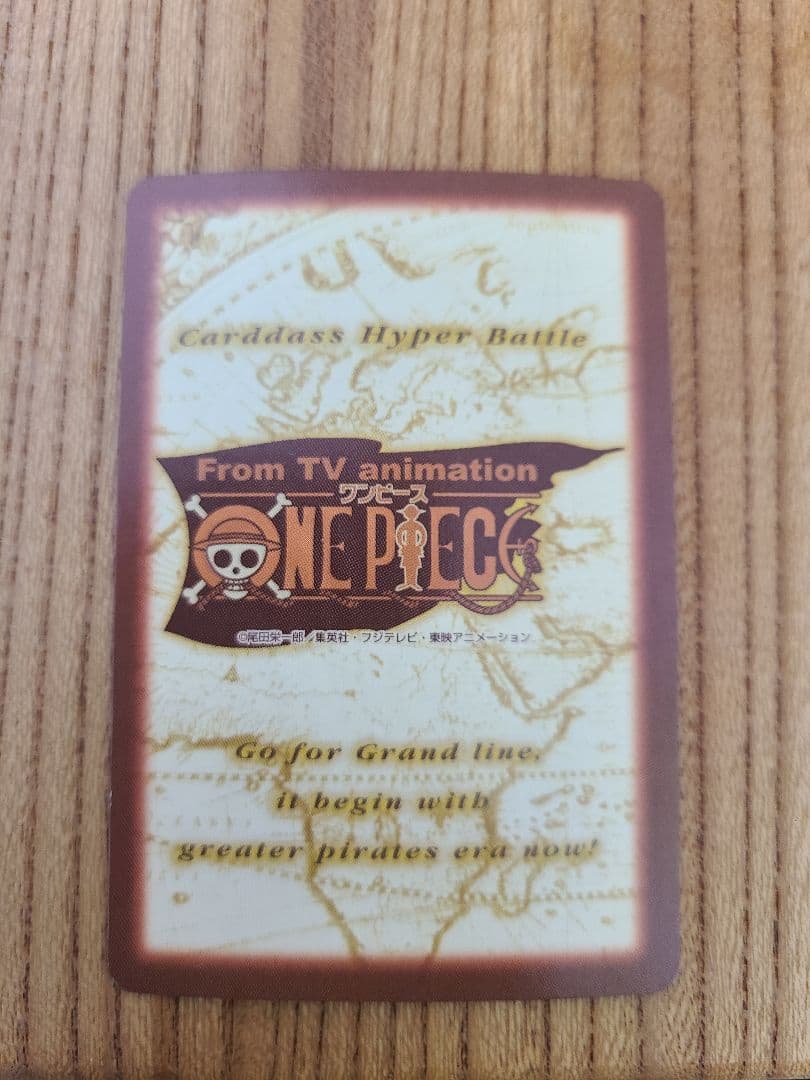 Carddass Hyper Battle
From TV animation
ワンピース
ONE PIECE
©尾田栄一郎／集英社・フジテレビ・東映アニメーション
Go for Grand line,
it begin with
greater pirates era now!